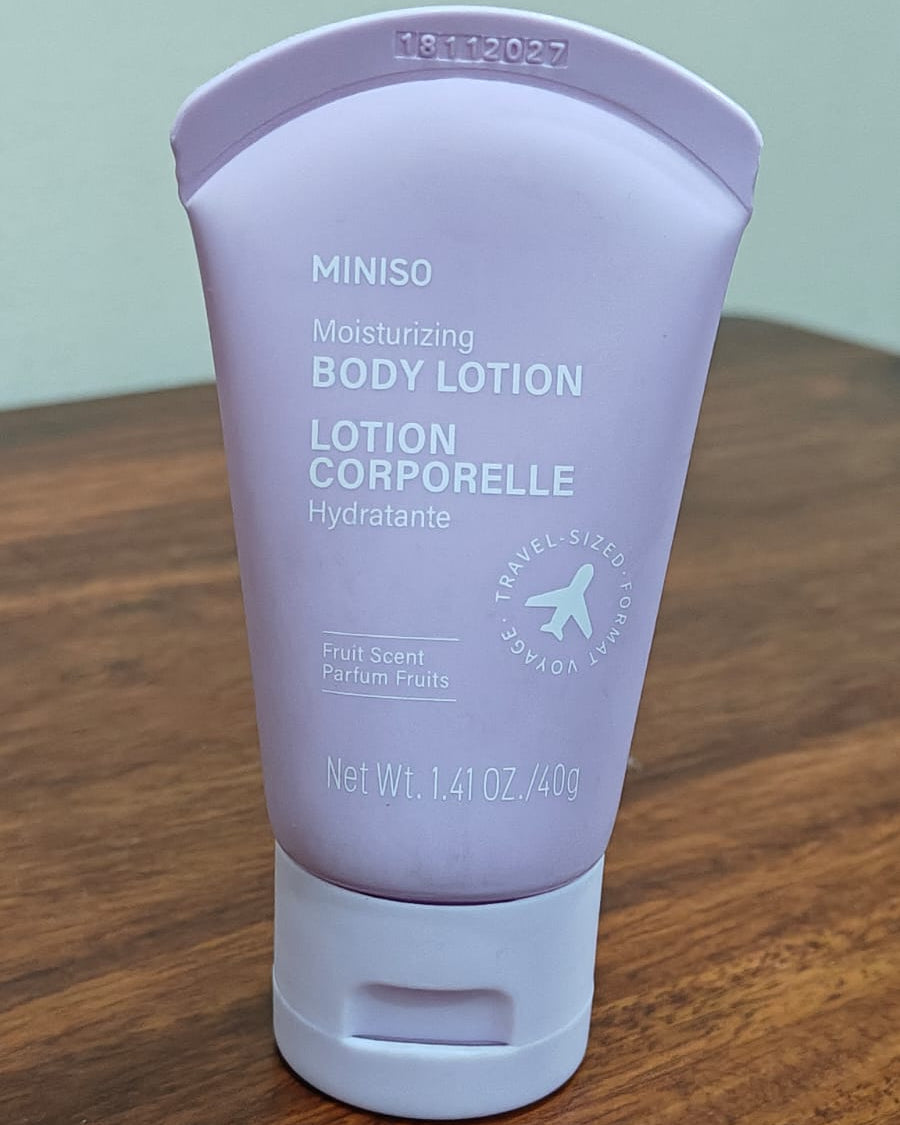 18112027
MINISO
Moisturizing
BODY LOTION
LOTION
CORPORELLE
Hydratante
TRAVEL-SIZED · FORMAT VOYAGE ·
Fruit Scent
Parfum Fruits
Net Wt. 1.41 OZ./40g